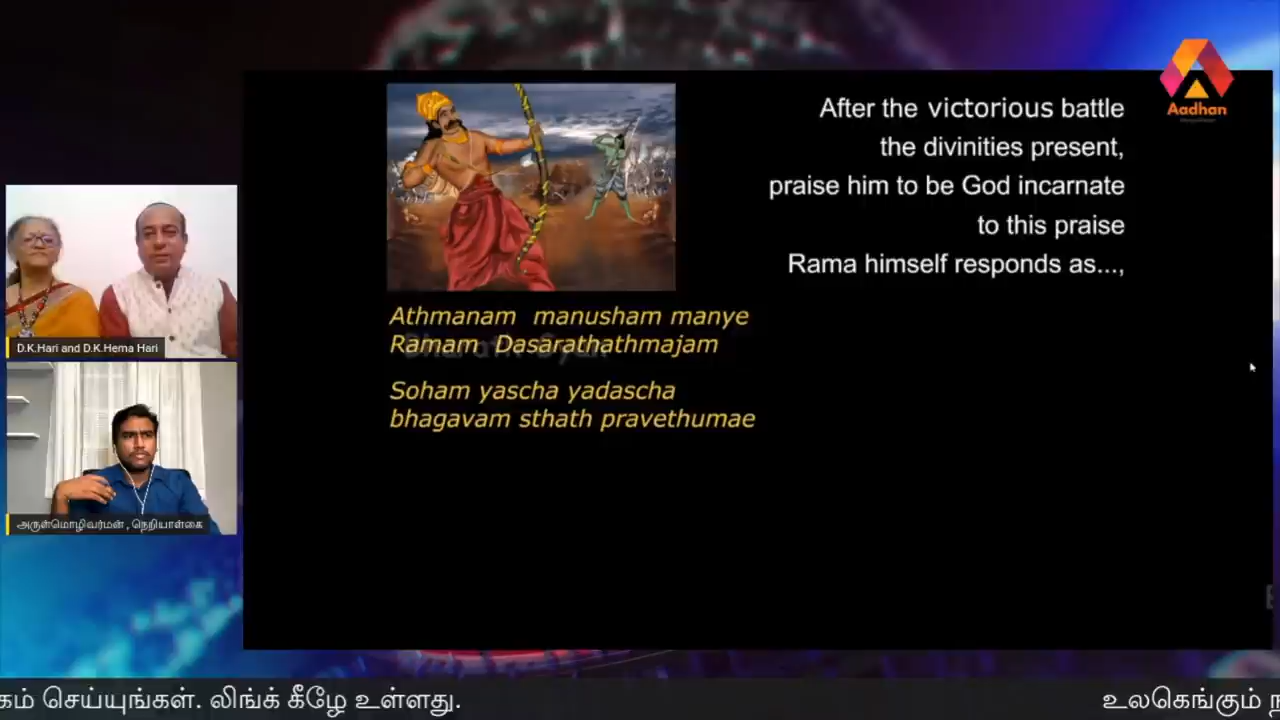 Aadhan
After the victorious battle
the divinities present,
praise him to be God incarnate
to this praise
Rama himself responds as...,
Athmanam manusham manye
Ramam Dasarathathmajam
Soham yascha yadascha
bhagavam sthath pravethumae
D.K.Hari and D.K.Hema Hari
அருள்மொழிவர்மன் , நெறியாள்கை
கம் செய்யுங்கள். லிங்க் கீழே உள்ளது.
உலகெங்கும்